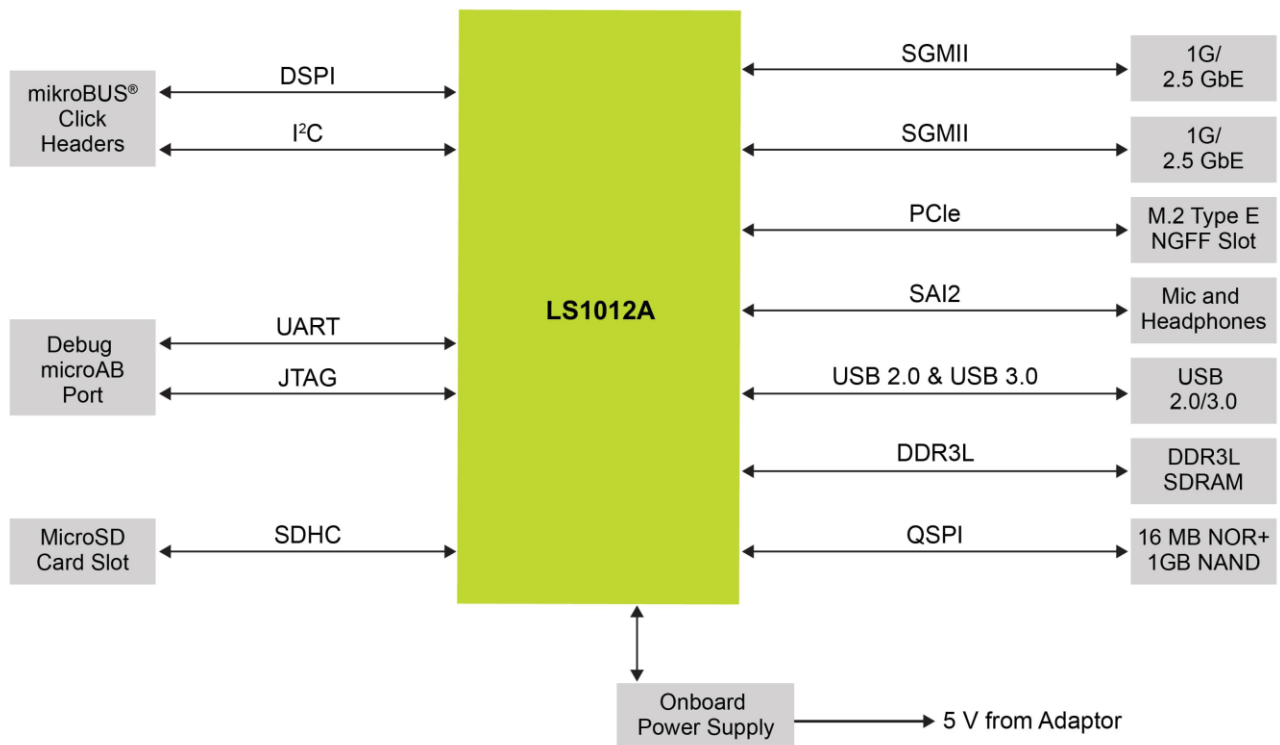 mikroBUS®
Click
Headers
DSPI
I²C
Debug
microAB
Port
UART
JTAG
MicroSD
Card Slot
SDHC
LS1012A
SGMII
1G/
2.5 GbE
SGMII
1G/
2.5 GbE
PCIe
M.2 Type E
NGFF Slot
SAI2
Mic and
Headphones
USB 2.0 & USB 3.0
USB
2.0/3.0
DDR3L
DDR3L
SDRAM
QSPI
16 MB NOR+
1GB NAND
Onboard
Power Supply
5 V from Adaptor